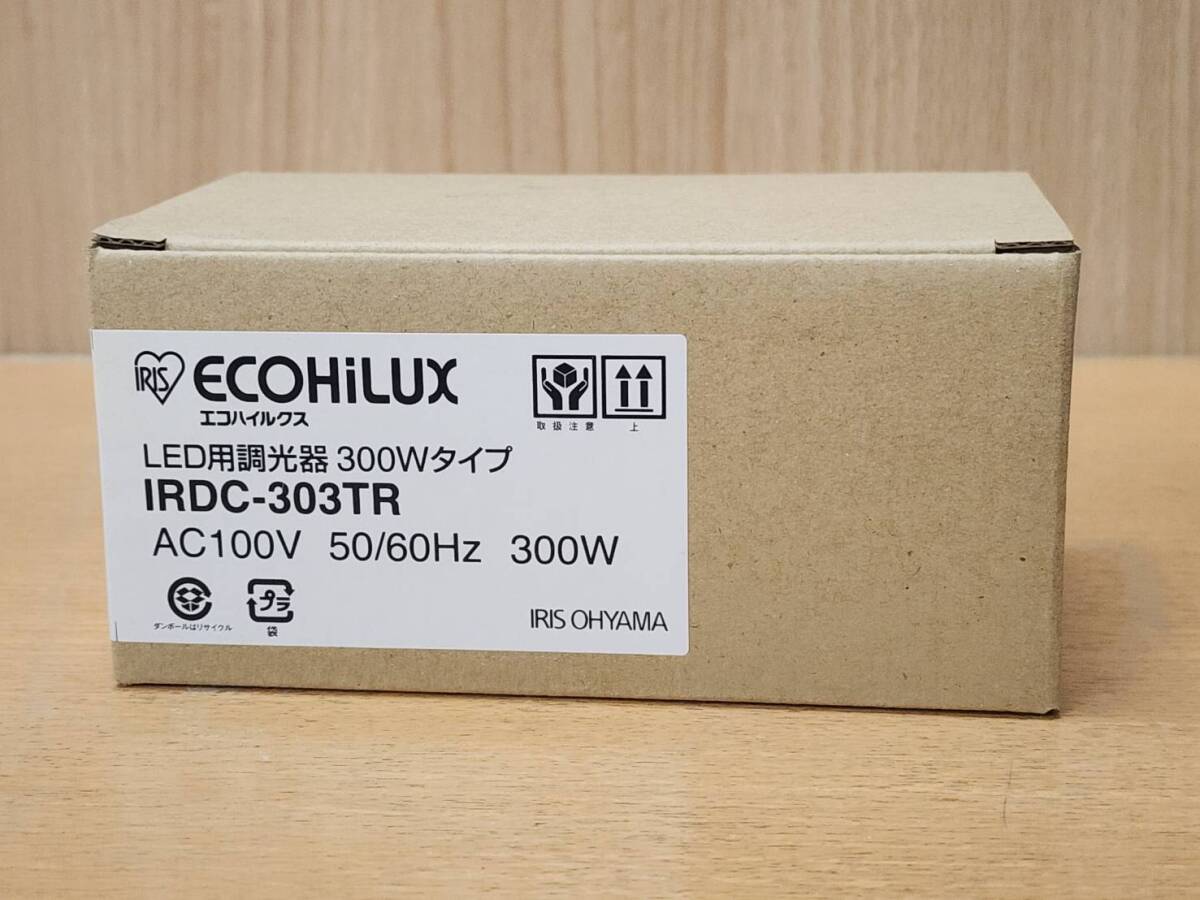 IRIS ECOHiLUX
エコハイルクス
取扱注意 上
LED用調光器 300Wタイプ
IRDC-303TR
AC100V 50/60Hz 300W
プラ
ダンボールはリサイクル 袋
IRIS OHYAMA